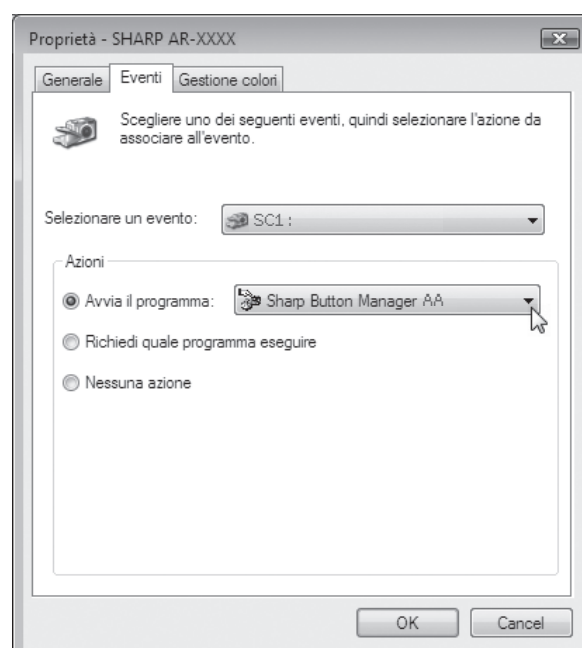 Proprietà - SHARP AR-XXXX
Generale
Eventi
Gestione colori
Scegliere uno dei seguenti eventi, quindi selezionare l'azione da
associare all'evento.
Selezionare un evento:
SC1 :
Azioni
Avvia il programma:
Sharp Button Manager AA
Richiedi quale programma eseguire
Nessuna azione
OK
Cancel